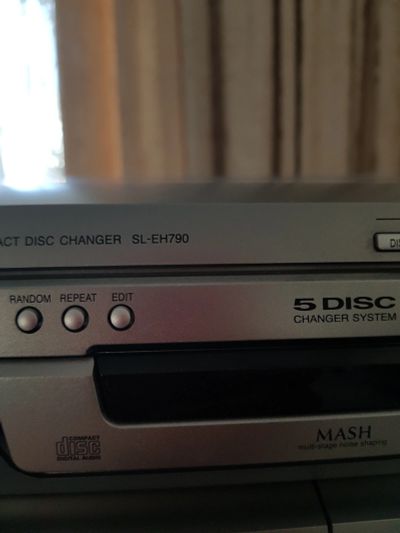 ACT DISC CHANGER SL-EH790
DIS
RANDOM REPEAT EDIT
5 DISC
CHANGER SYSTEM
MASH
multi-stage noise shaping
COMPACT
disc
DIGITAL AUDIO